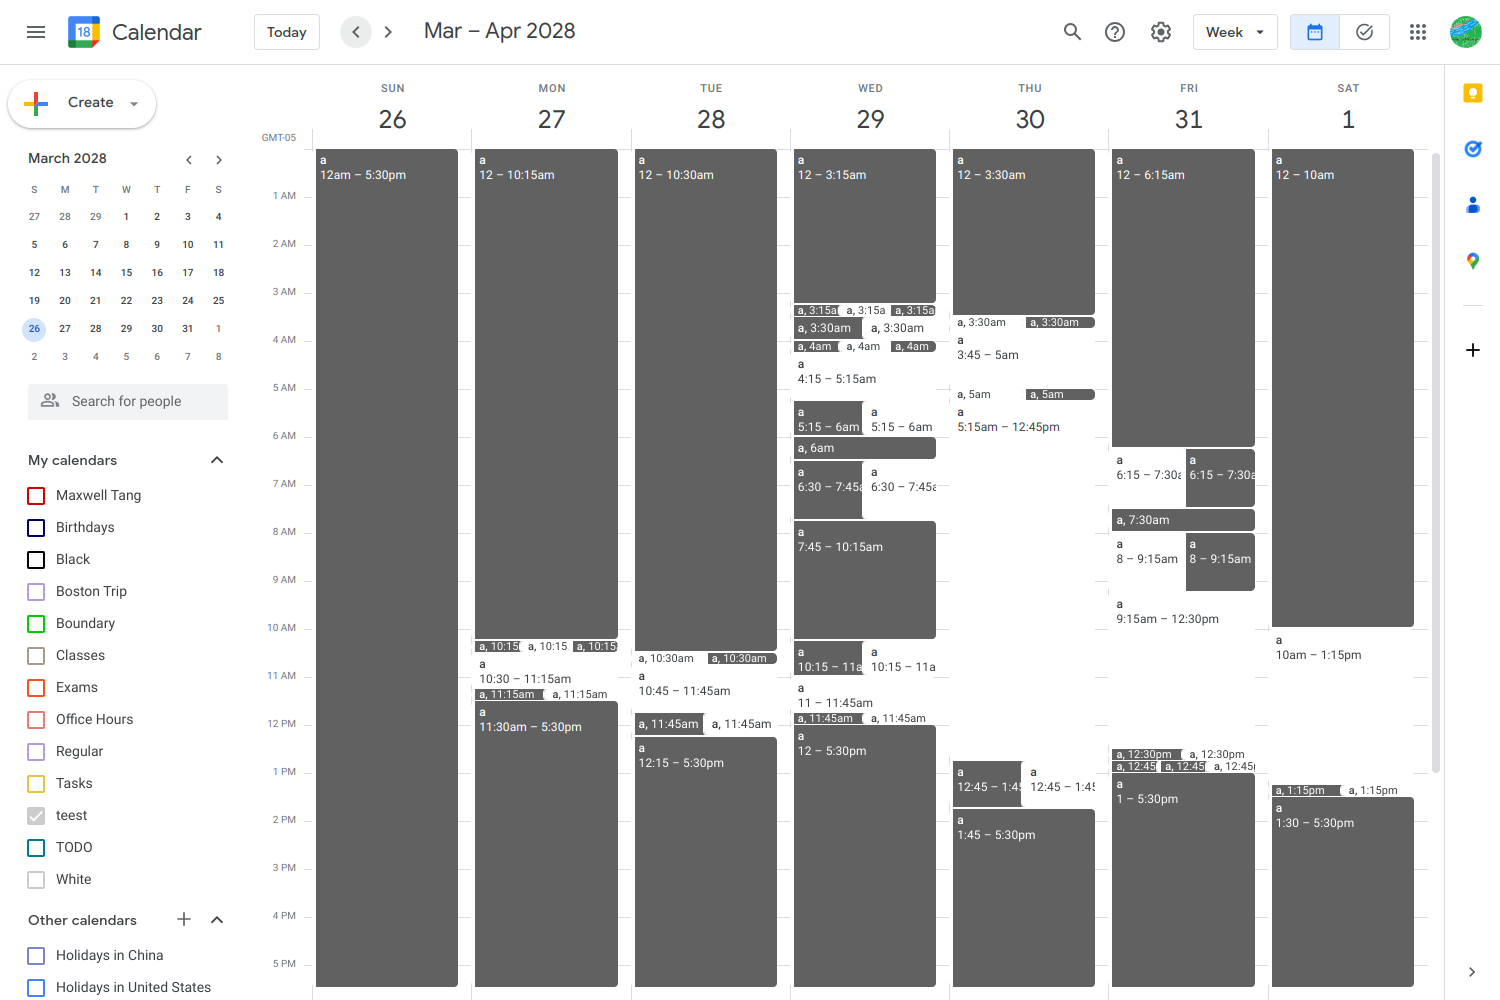 18 Calendar Today Mar – Apr 2028 Week
Create
March 2028
S M T W T F S
27 28 29 1 2 3 4
5 6 7 8 9 10 11
12 13 14 15 16 17 18
19 20 21 22 23 24 25
26 27 28 29 30 31 1
2 3 4 5 6 7 8
Search for people
My calendars
Maxwell Tang
Birthdays
Black
Boston Trip
Boundary
Classes
Exams
Office Hours
Regular
Tasks
teest
TODO
White
Other calendars
Holidays in China
Holidays in United States
SUN MON TUE WED THU FRI SAT
26 27 28 29 30 31 1
GMT-05
1 AM
2 AM
3 AM
4 AM
5 AM
6 AM
7 AM
8 AM
9 AM
10 AM
11 AM
12 PM
1 PM
2 PM
3 PM
4 PM
5 PM
a
12am – 5:30pm
a
12 – 10:15am
a, 10:15 a, 10:15 a, 10:15
a
10:30 – 11:15am
a, 11:15am a, 11:15am
a
11:30am – 5:30pm
a
12 – 10:30am
a, 10:30am a, 10:30am
a
10:45 – 11:45am
a, 11:45am a, 11:45am
a
12:15 – 5:30pm
a
12 – 3:15am
a, 3:15a a, 3:15a a, 3:15a
a, 3:30am a, 3:30am
a, 4am a, 4am a, 4am
a
4:15 – 5:15am
a a
5:15 – 6am 5:15 – 6am
a, 6am
a a
6:30 – 7:45a 6:30 – 7:45a
a
7:45 – 10:15am
a a
10:15 – 11a 10:15 – 11a
a
11 – 11:45am
a, 11:45am a, 11:45am
a
12 – 5:30pm
a
12 – 3:30am
a, 3:30am a, 3:30am
a
3:45 – 5am
a, 5am a, 5am
a
5:15am – 12:45pm
a a
12:45 – 1:45 12:45 – 1:45
a
1:45 – 5:30pm
a
12 – 6:15am
a a
6:15 – 7:30a 6:15 – 7:30a
a, 7:30am
a a
8 – 9:15am 8 – 9:15am
a
9:15am – 12:30pm
a, 12:30pm a, 12:30pm
a, 12:45 a, 12:45 a, 12:45p
a
1 – 5:30pm
a
12 – 10am
a
10am – 1:15pm
a, 1:15pm a, 1:15pm
a
1:30 – 5:30pm